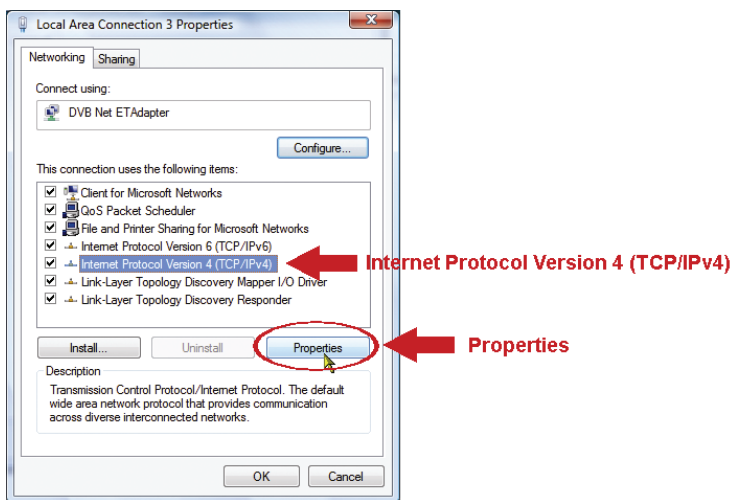 Local Area Connection 3 Properties
Networking
Sharing
Connect using:
DVB Net ETAdapter
Configure...
This connection uses the following items:
Client for Microsoft Networks
QoS Packet Scheduler
File and Printer Sharing for Microsoft Networks
Internet Protocol Version 6 (TCP/IPv6)
Internet Protocol Version 4 (TCP/IPv4)
Internet Protocol Version 4 (TCP/IPv4)
Link-Layer Topology Discovery Mapper I/O Driver
Link-Layer Topology Discovery Responder
Install...
Uninstall
Properties
Properties
Description
Transmission Control Protocol/Internet Protocol. The default
wide area network protocol that provides communication
across diverse interconnected networks.
OK
Cancel